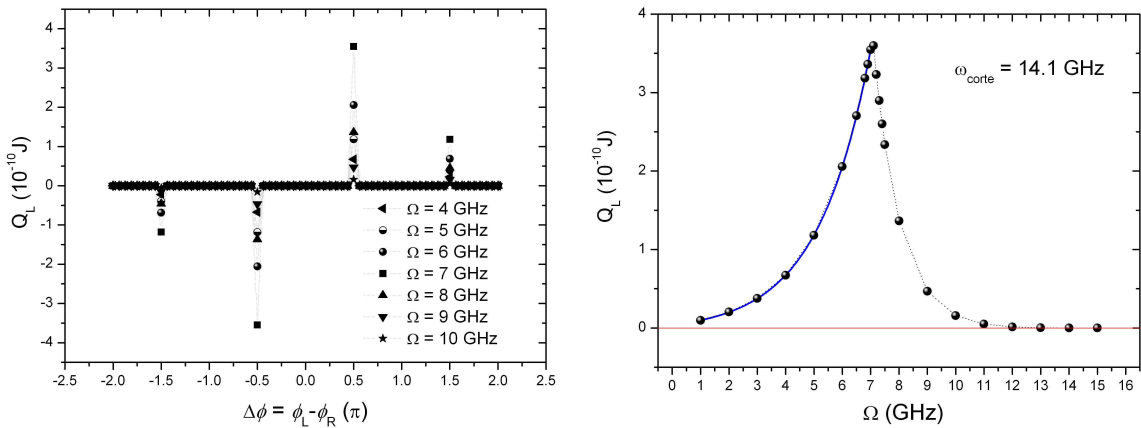 4
3
2
1
0
-1
-2
-3
-4
Q_L (10^-10 J)
Ω = 4 GHz
Ω = 5 GHz
Ω = 6 GHz
Ω = 7 GHz
Ω = 8 GHz
Ω = 9 GHz
Ω = 10 GHz
-2.5 -2.0 -1.5 -1.0 -0.5 0.0 0.5 1.0 1.5 2.0 2.5
Δϕ = ϕ_L-ϕ_R (π)
4
3
2
1
0
Q_L (10^-10 J)
ω_corte = 14.1 GHz
0 1 2 3 4 5 6 7 8 9 10 11 12 13 14 15 16
Ω (GHz)